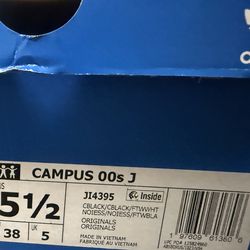 CAMPUS 00s J
5½
JI4395
Inside
CBLACK/CBLACK/FTWWHT
NOIESS/NOIESS/FTWBLA
ORIGINALS
ORIGINALS
38
UK
5
MADE IN VIETNAM
FABRIQUE AU VIETNAM